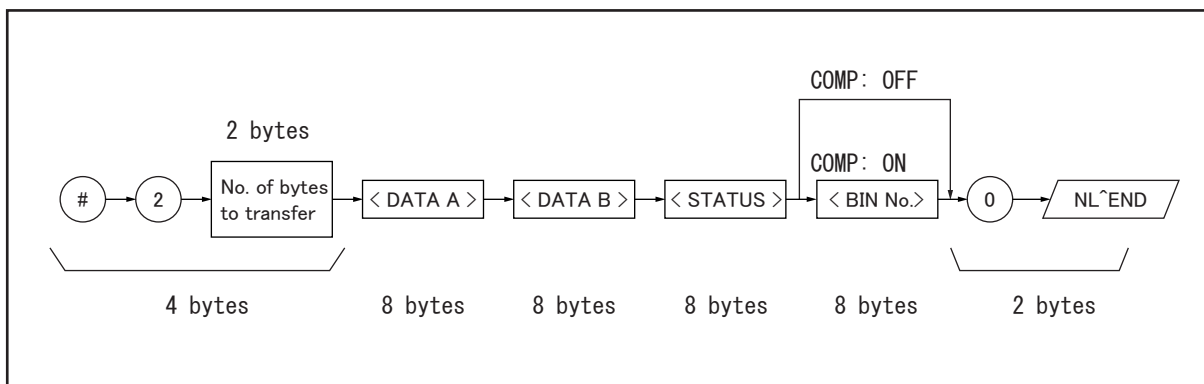 COMP: OFF
2 bytes
COMP: ON
# 2 No. of bytes to transfer < DATA A > < DATA B > < STATUS > < BIN No.> 0 NL^END
4 bytes 8 bytes 8 bytes 8 bytes 8 bytes 2 bytes